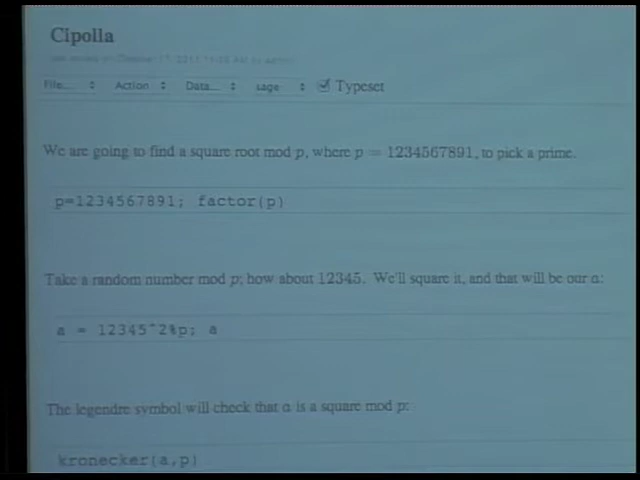 Cipolla
File... Action Data... sage Typeset
We are going to find a square root mod p, where p = 1234567891, to pick a prime.
p=1234567891; factor(p)
Take a random number mod p; how about 12345. We'll square it, and that will be our a:
a = 12345^2%p; a
The legendre symbol will check that a is a square mod p:
kronecker(a,p)